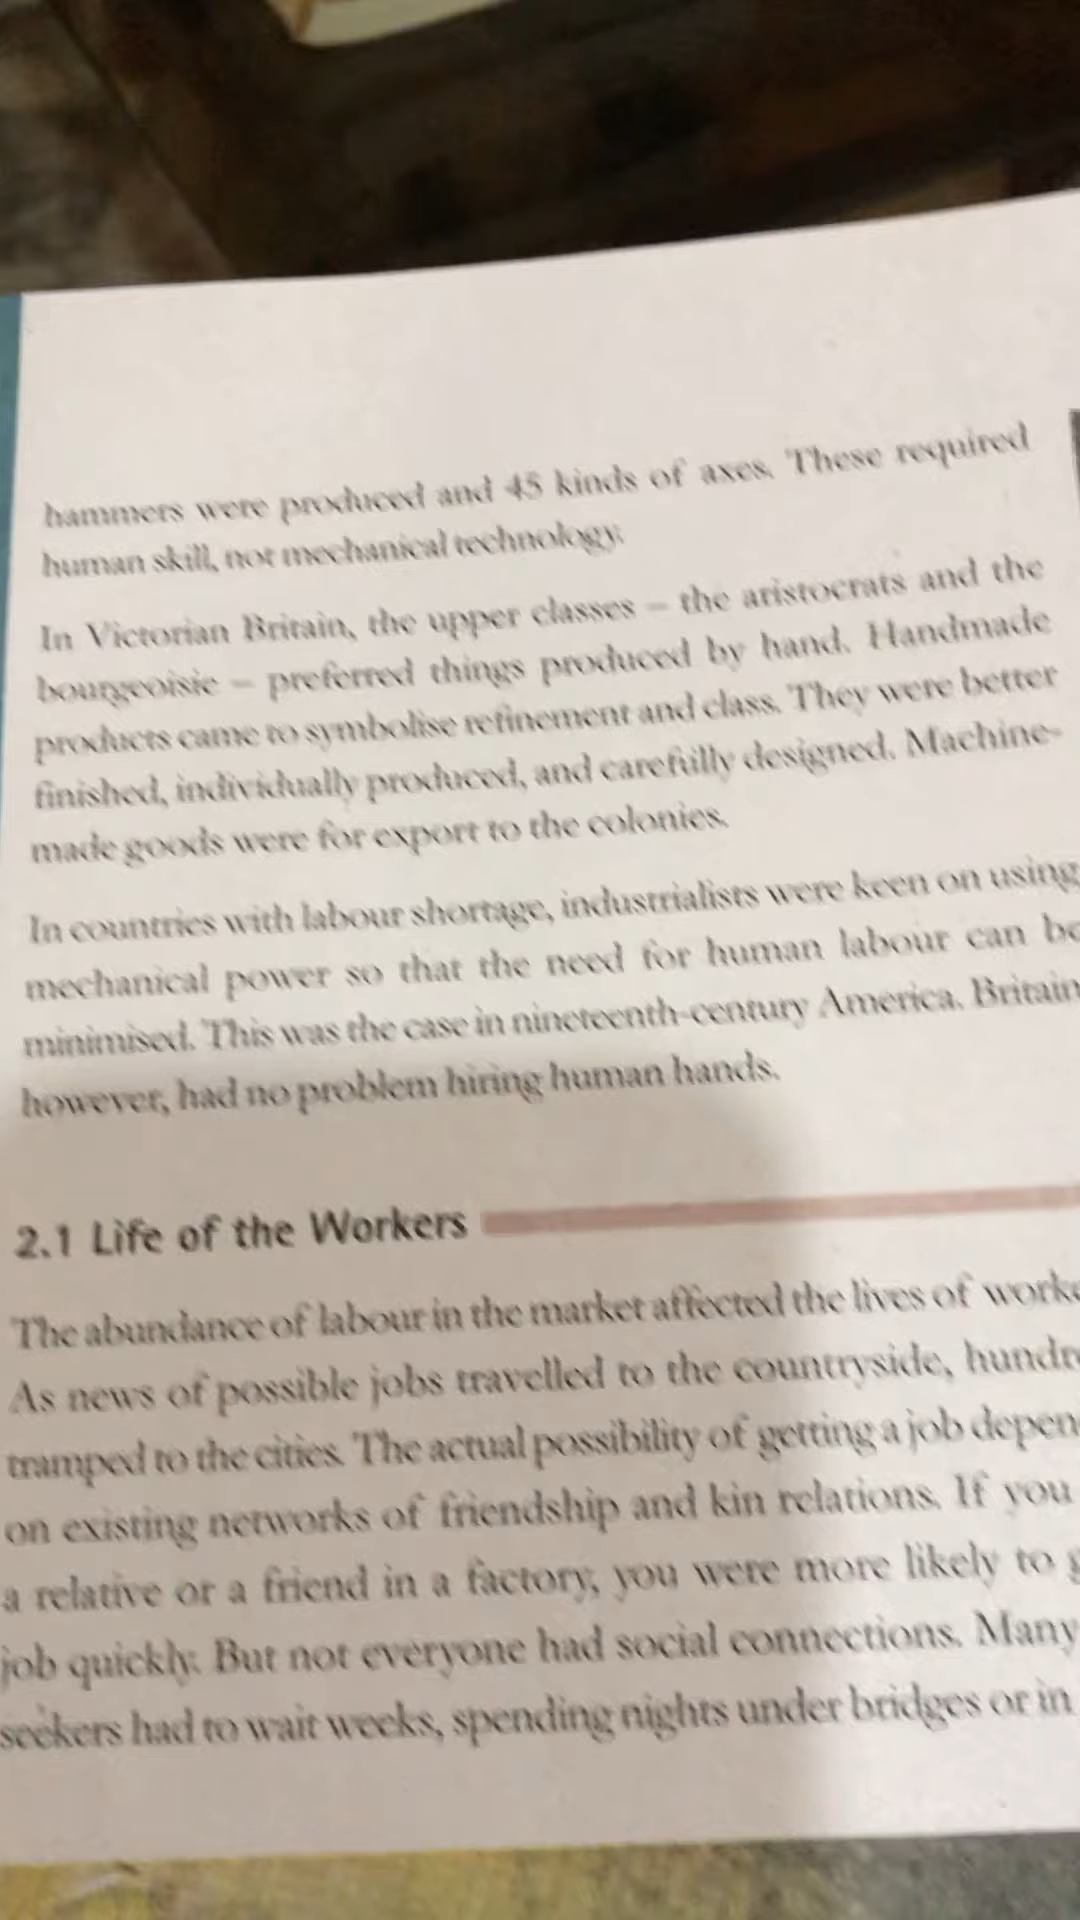 hammers were produced and 45 kinds of axes. These required
human skill, not mechanical technology.
In Victorian Britain, the upper classes – the aristocrats and the
bourgeoisie – preferred things produced by hand. Handmade
products came to symbolise refinement and class. They were better
finished, individually produced, and carefully designed. Machine-
made goods were for export to the colonies.
In countries with labour shortage, industrialists were keen on using
mechanical power so that the need for human labour can be
minimised. This was the case in nineteenth-century America. Britain
however, had no problem hiring human hands.
2.1 Life of the Workers
The abundance of labour in the market affected the lives of
As news of possible jobs travelled to the countryside,
tramped to the cities. The actual possibility of getting a job
on existing networks of friendship and kin relations. If you
a relative or a friend in a factory, you were more likely to
job quickly. But not everyone had social connections. Many
seekers had to wait weeks, spending nights under bridges or in